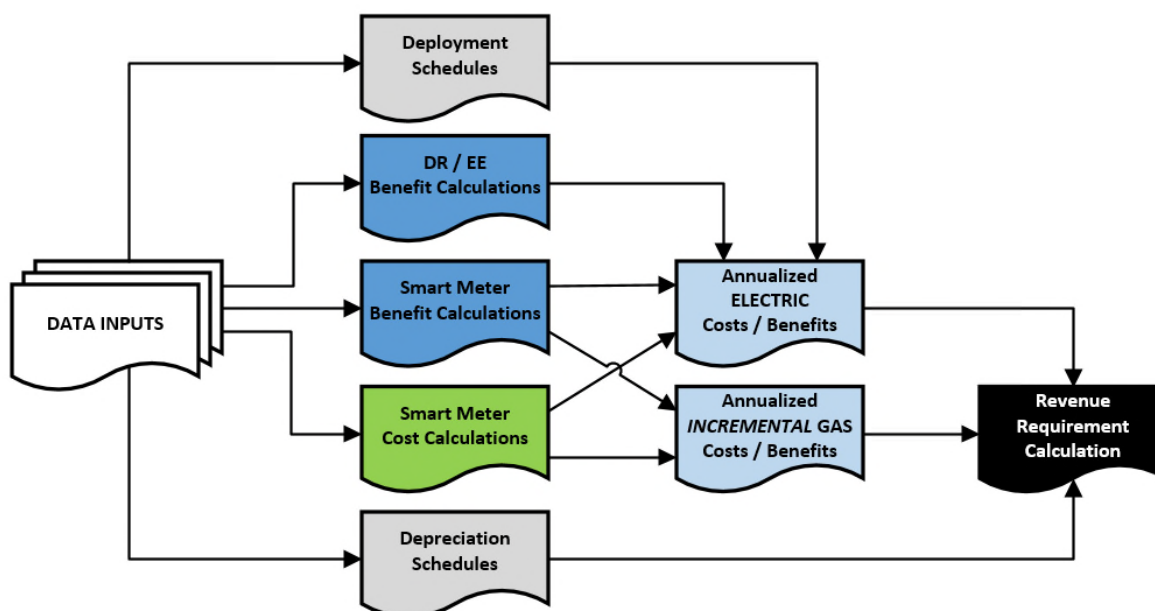 Deployment
Schedules
DR / EE
Benefit Calculations
DATA INPUTS
Smart Meter
Benefit Calculations
Annualized
ELECTRIC
Costs / Benefits
Smart Meter
Cost Calculations
Annualized
INCREMENTAL GAS
Costs / Benefits
Revenue
Requirement
Calculation
Depreciation
Schedules